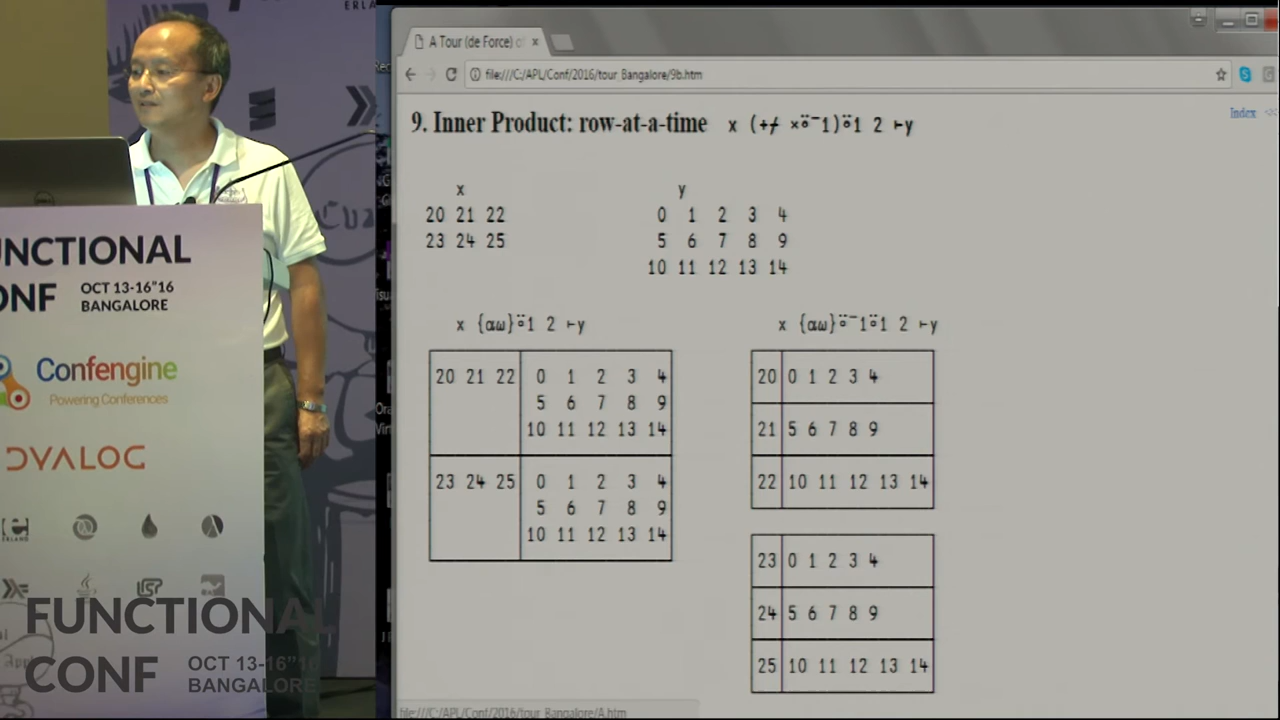 ERLA
A Tour (de Force) of
file:///C:/APL/Conf/2016/tour_Bangalore/9b.htm
Index <<
9. Inner Product: row-at-a-time x (+⌿ ×⍤¯1)⍤1 2 ⊢y
x y
20 21 22 0 1 2 3 4
23 24 25 5 6 7 8 9
10 11 12 13 14
x {⍺⍵}⍤1 2 ⊢y x {⍺⍵}⍤¯1⍤1 2 ⊢y
20 21 22 0 1 2 3 4
5 6 7 8 9
10 11 12 13 14
23 24 25 0 1 2 3 4
5 6 7 8 9
10 11 12 13 14
20 0 1 2 3 4
21 5 6 7 8 9
22 10 11 12 13 14
23 0 1 2 3 4
24 5 6 7 8 9
25 10 11 12 13 14
file:///C:/APL/Conf/2016/tour_Bangalore/A.htm
UNCTIONAL
ONF OCT 13-16"16
BANGALORE
Confengine
Powering Conferences
DYALOG
ERLANG
LISP
FUNCTIONAL
CONF OCT 13-16"16
BANGALORE